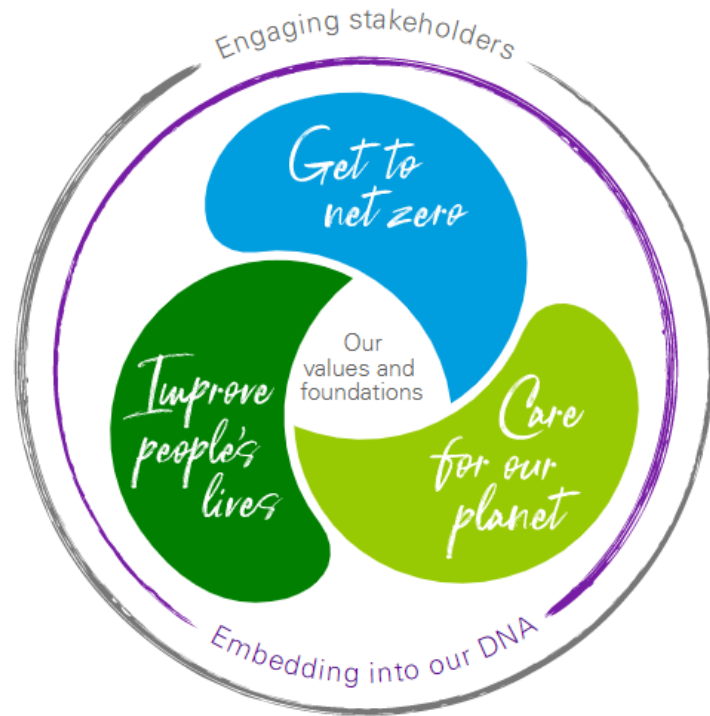 Engaging stakeholders
Get to
net zero
Our
values and
foundations
Improve
people's
lives
Care
for our
planet
Embedding into our DNA